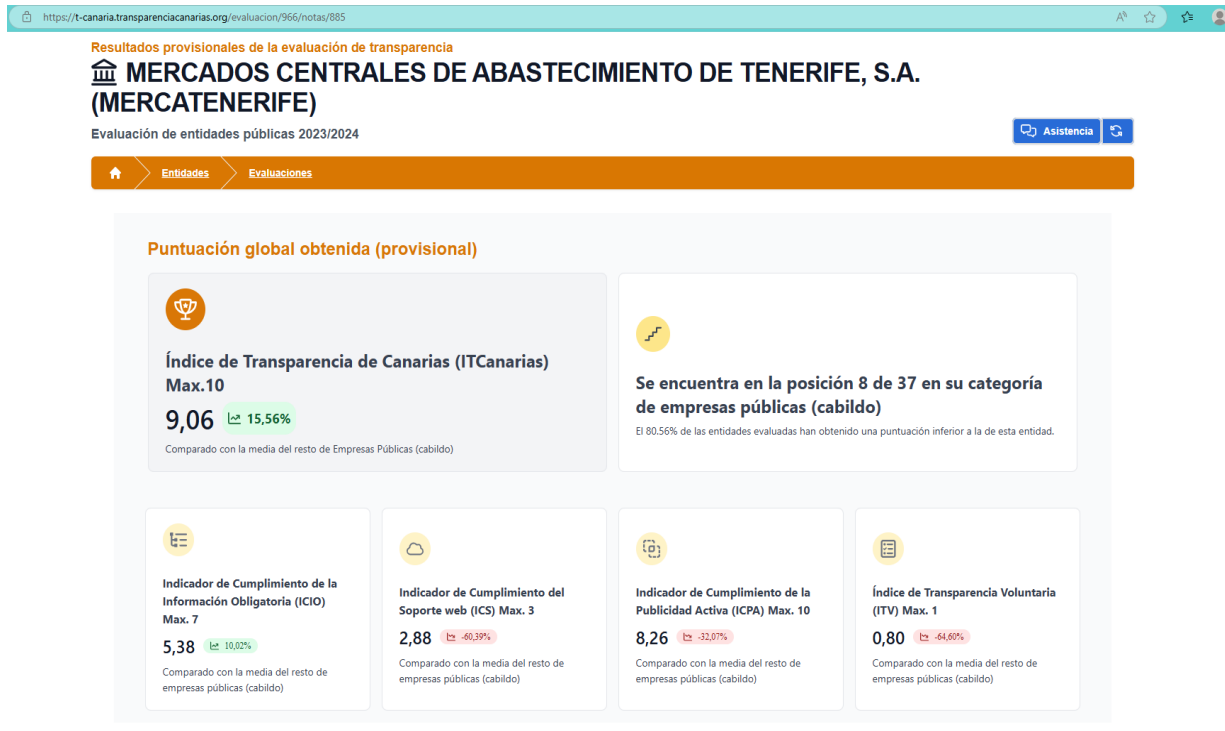 https://t-canaria.transparenciacanarias.org/evaluacion/966/notas/885
Resultados provisionales de la evaluación de transparencia
MERCADOS CENTRALES DE ABASTECIMIENTO DE TENERIFE, S.A.
(MERCATENERIFE)
Evaluación de entidades públicas 2023/2024
Asistencia
Entidades
Evaluaciones
Puntuación global obtenida (provisional)
Índice de Transparencia de Canarias (ITCanarias)
Max.10
9,06 15,56%
Comparado con la media del resto de Empresas Públicas (cabildo)
Se encuentra en la posición 8 de 37 en su categoría
de empresas públicas (cabildo)
El 80.56% de las entidades evaluadas han obtenido una puntuación inferior a la de esta entidad.
Indicador de Cumplimiento de la
Información Obligatoria (ICIO)
Max. 7
5,38 10,02%
Comparado con la media del resto de
empresas públicas (cabildo)
Indicador de Cumplimiento del
Soporte web (ICS) Max. 3
2,88 -60,39%
Comparado con la media del resto de
empresas públicas (cabildo)
Indicador de Cumplimiento de la
Publicidad Activa (ICPA) Max. 10
8,26 -32,07%
Comparado con la media del resto de
empresas públicas (cabildo)
Índice de Transparencia Voluntaria
(ITV) Max. 1
0,80 -64,60%
Comparado con la media del resto de
empresas públicas (cabildo)